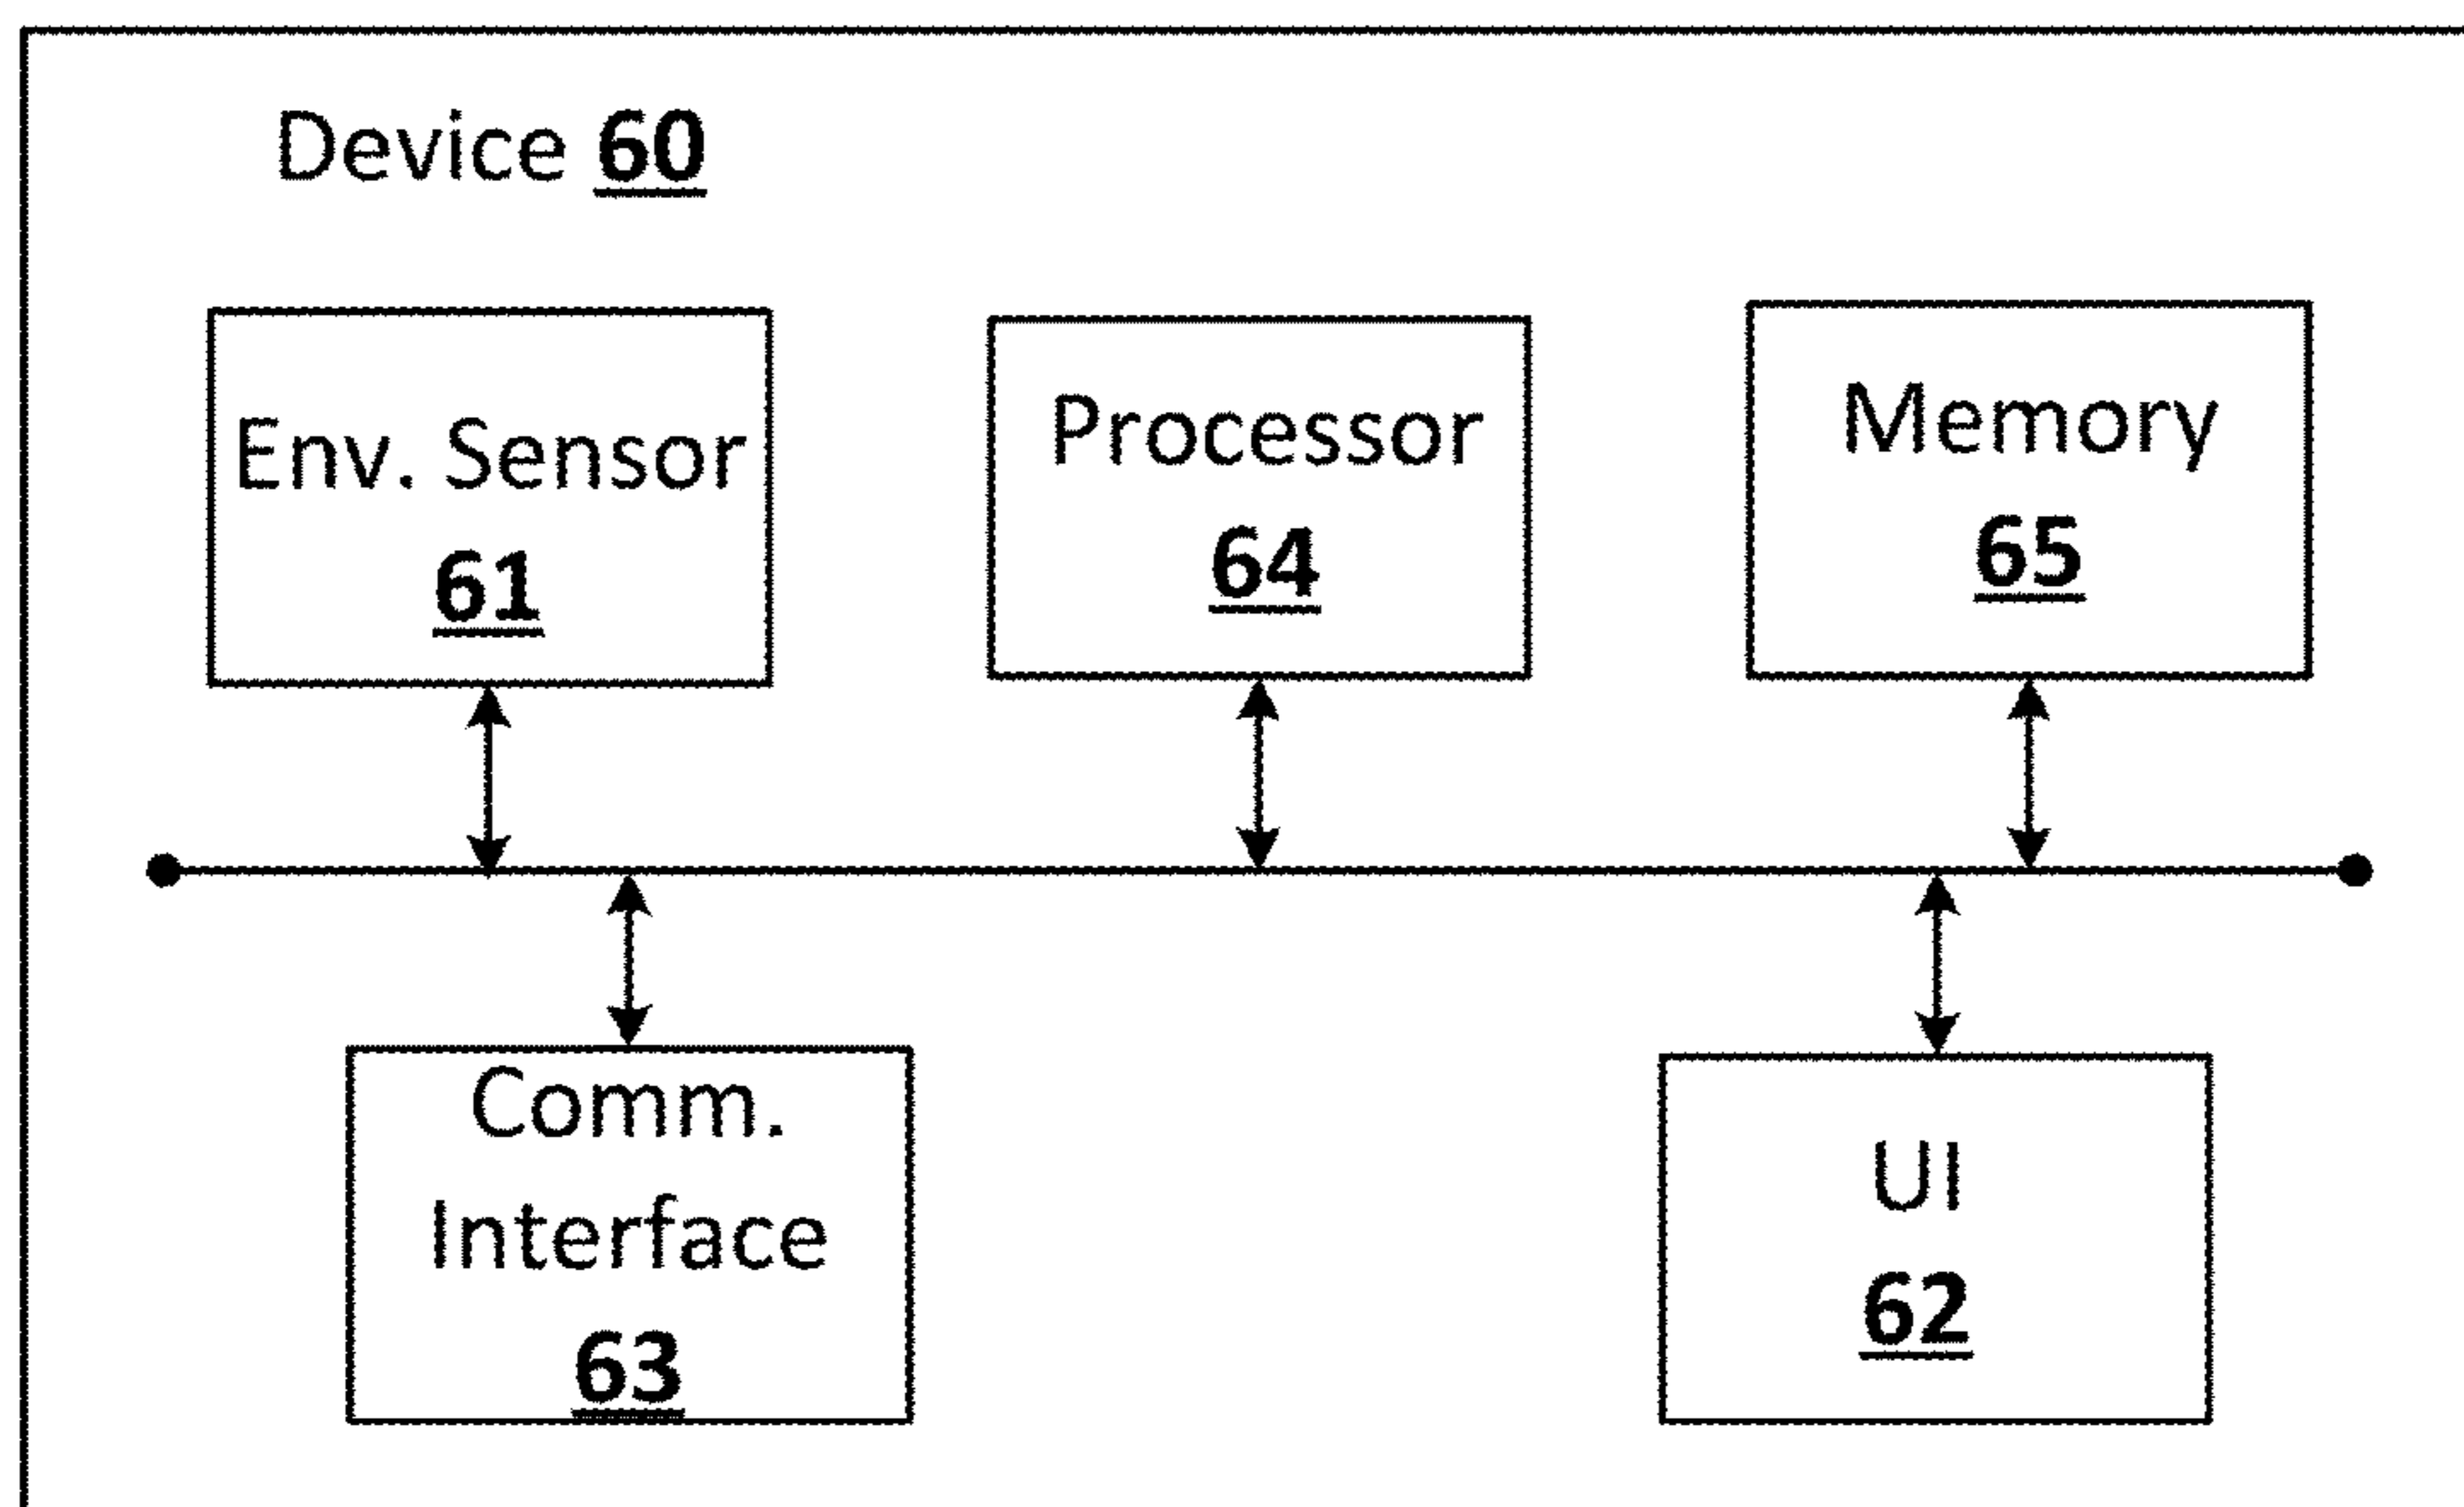 Device 60
Env. Sensor
61
Processor
64
Memory
65
Comm.
Interface
63
UI
62